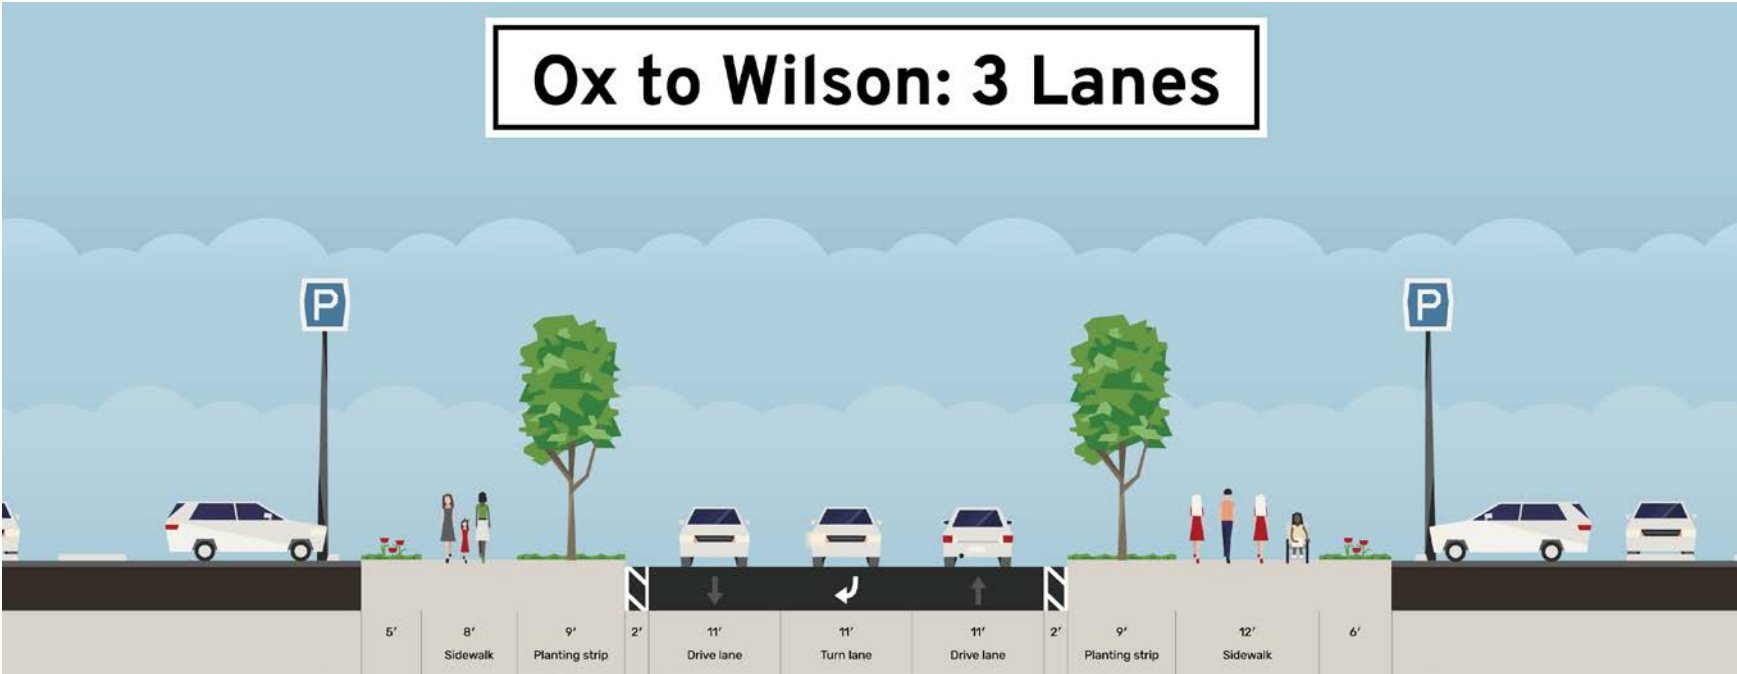 Ox to Wilson: 3 Lanes
P
P
5′ 8′ 9′ 2′ 11′ 11′ 11′ 2′ 9′ 12′ 6′
Sidewalk Planting strip Drive lane Turn lane Drive lane Planting strip Sidewalk